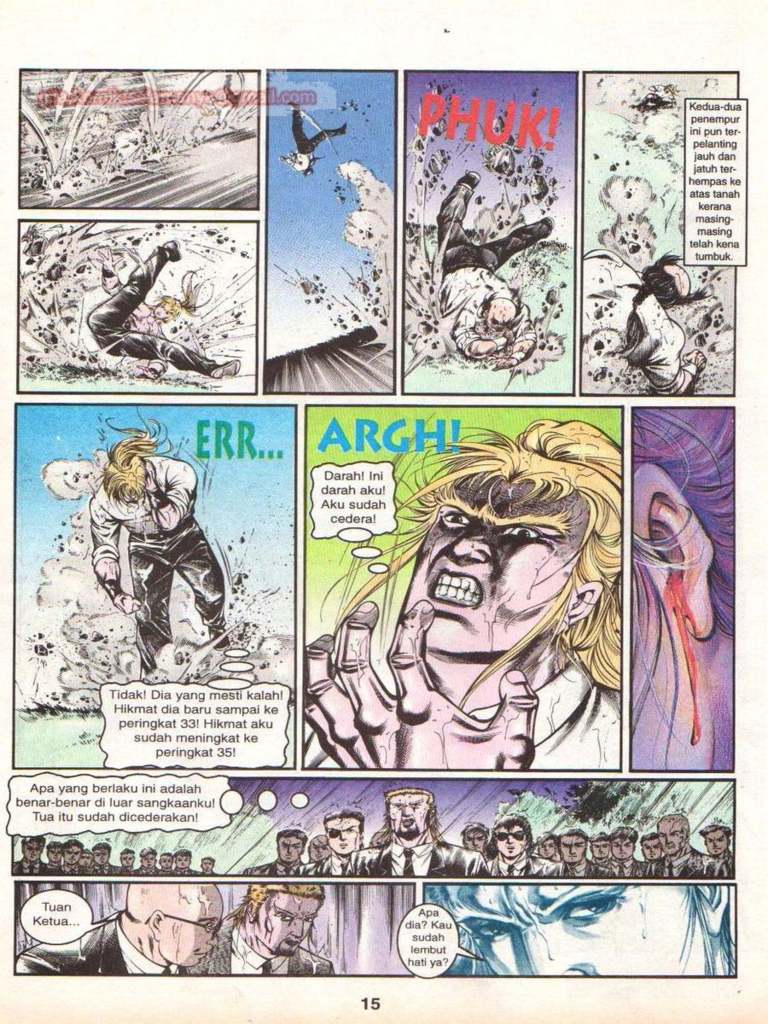 PHUK!
Kedua-dua
penempur
ini pun ter-
pelanting
jauh dan
jatuh ter-
hempas ke
atas tanah
kerana
masing-
masing
telah kena
tumbuk.
ERR...
Tidak! Dia yang mesti kalah!
Hikmat dia baru sampai ke
peringkat 33! Hikmat aku
sudah meningkat ke
peringkat 35!
ARGH!
Darah! Ini
darah aku!
Aku sudah
cedera!
Apa yang berlaku ini adalah
benar-benar di luar sangkaanku!
Tua itu sudah dicederakan!
Tuan
Ketua...
Apa
dia? Kau
sudah
lembut
hati ya?
15